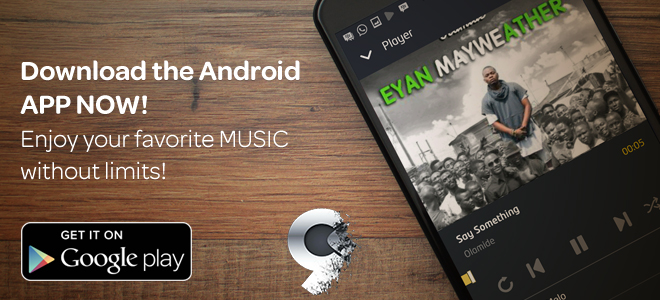 Download the Android
APP NOW!
Enjoy your favorite MUSIC
without limits!
GET IT ON
Google play
Player
EYAN MAYWEATHER
00:05
Say Something
Olamide